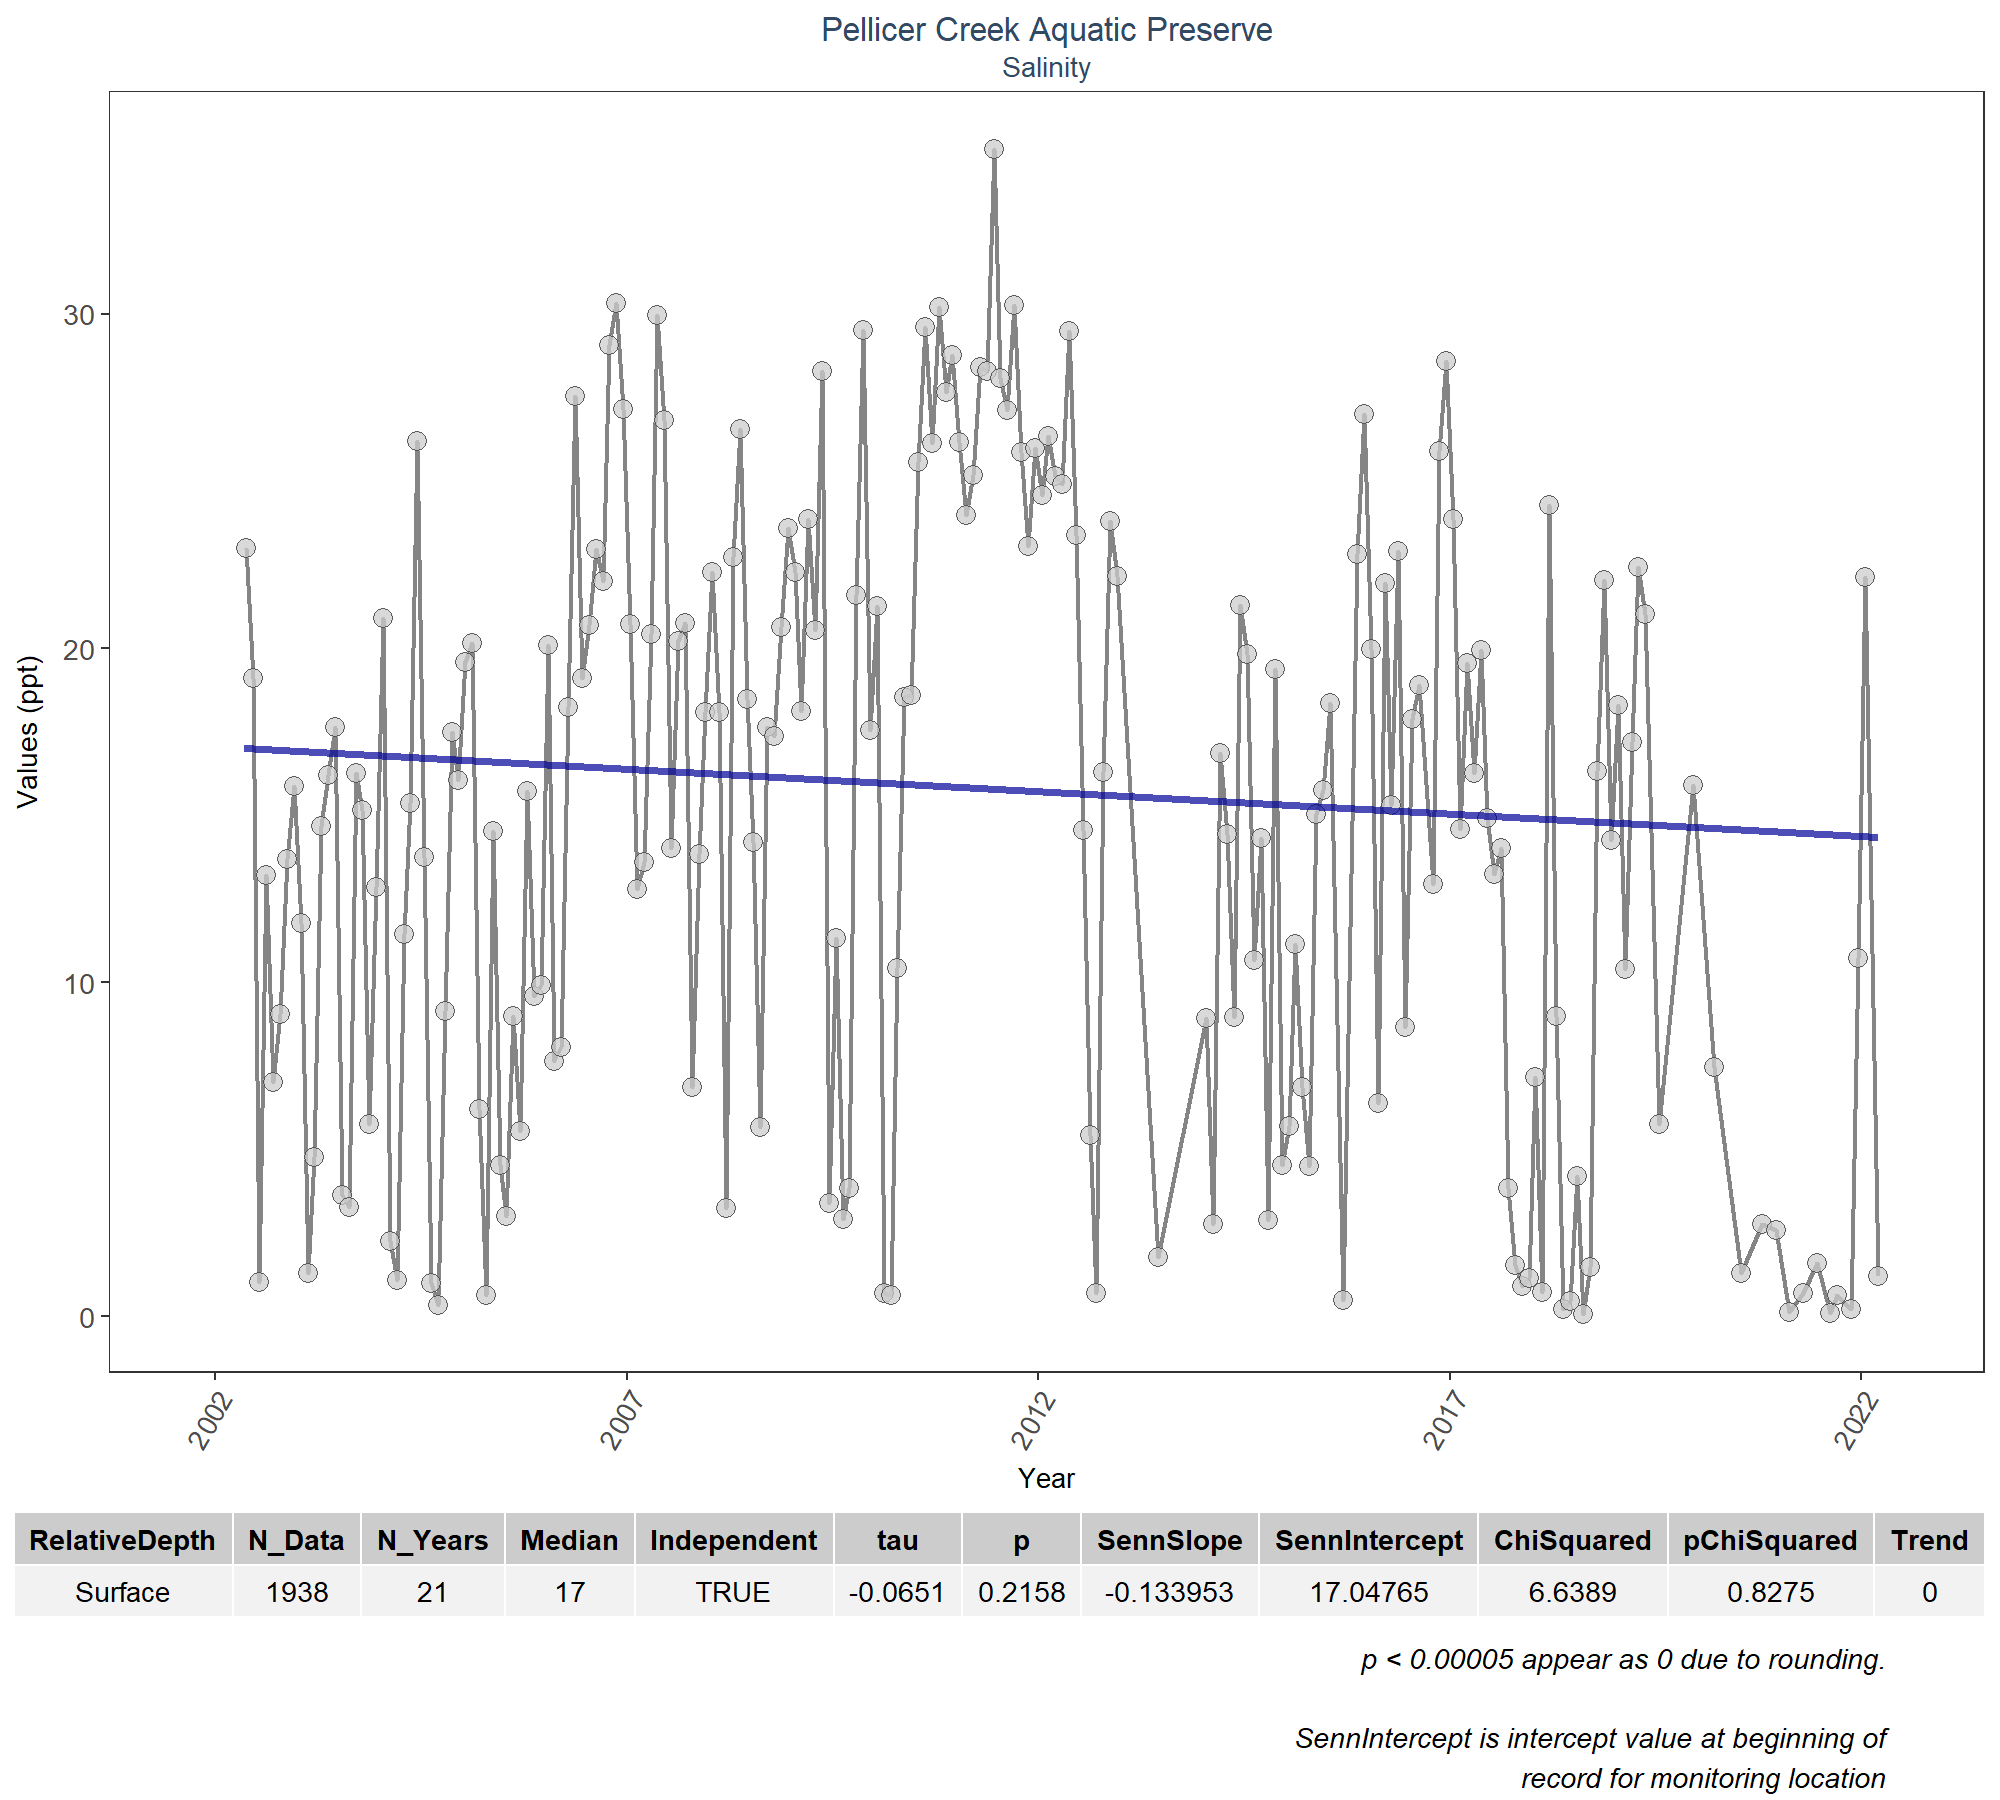 Pellicer Creek Aquatic Preserve
Salinity
Values (ppt)
30
20
10
0
2002 2007 2012 2017 2022
Year
RelativeDepth N_Data N_Years Median Independent tau p SennSlope SennIntercept ChiSquared pChiSquared Trend
Surface 1938 21 17 TRUE -0.0651 0.2158 -0.133953 17.04765 6.6389 0.8275 0
p < 0.00005 appear as 0 due to rounding.
SennIntercept is intercept value at beginning of
record for monitoring location